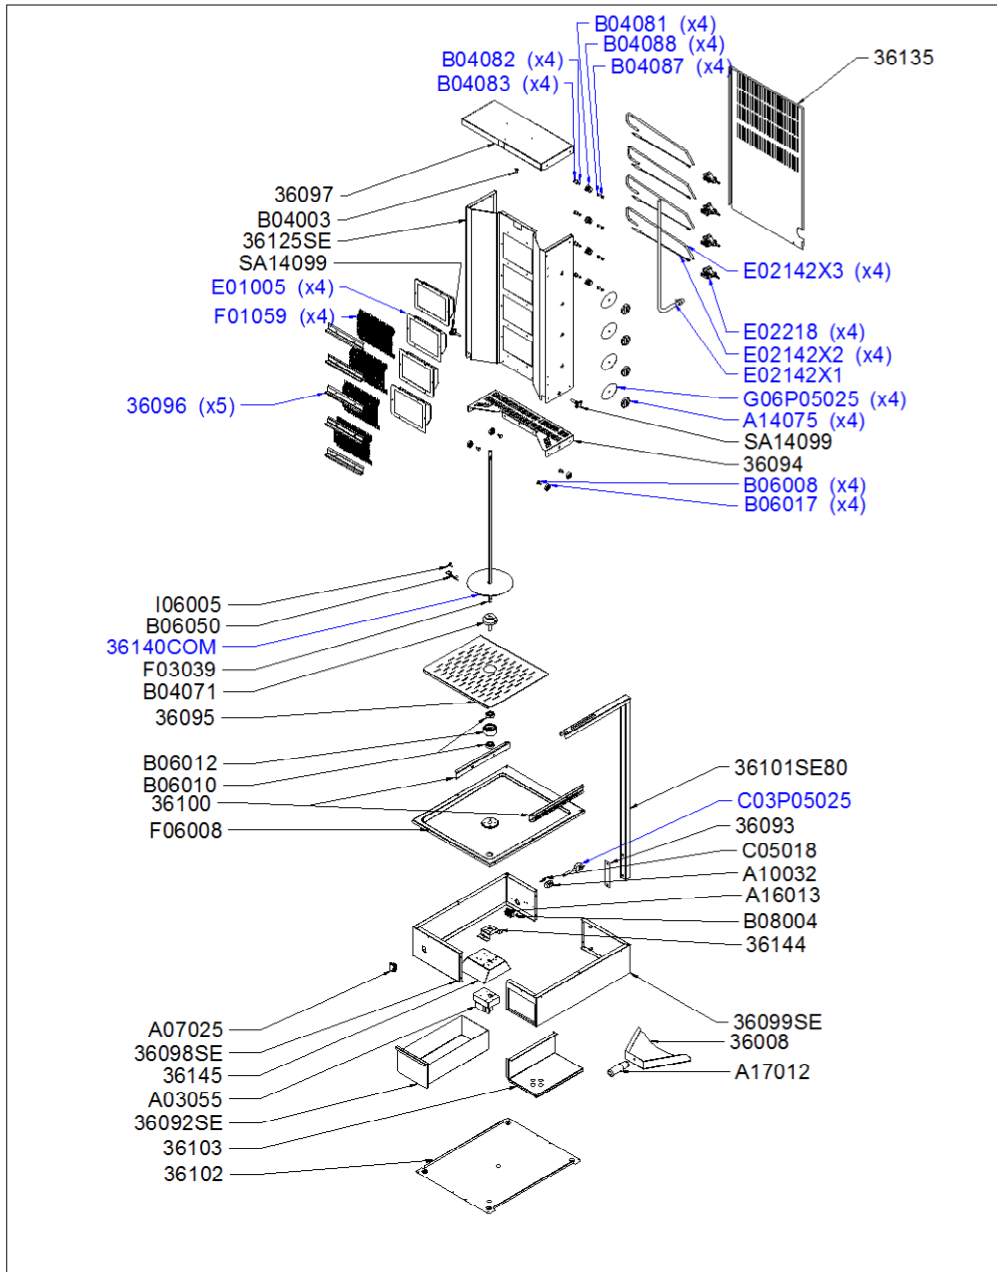 B04081 (x4)
B04088 (x4)
B04082 (x4)
B04087 (x4)
B04083 (x4)
36135
36097
B04003
36125SE
SA14099
E01005 (x4)
F01059 (x4)
36096 (x5)
E02142X3 (x4)
E02218 (x4)
E02142X2 (x4)
E02142X1
G06P05025 (x4)
A14075 (x4)
SA14099
36094
B06008 (x4)
B06017 (x4)
I06005
B06050
36140COM
F03039
B04071
36095
B06012
B06010
36100
F06008
36101SE80
C03P05025
36093
C05018
A10032
A16013
B08004
36144
A07025
36098SE
36145
A03055
36092SE
36103
36102
36099SE
36008
A17012